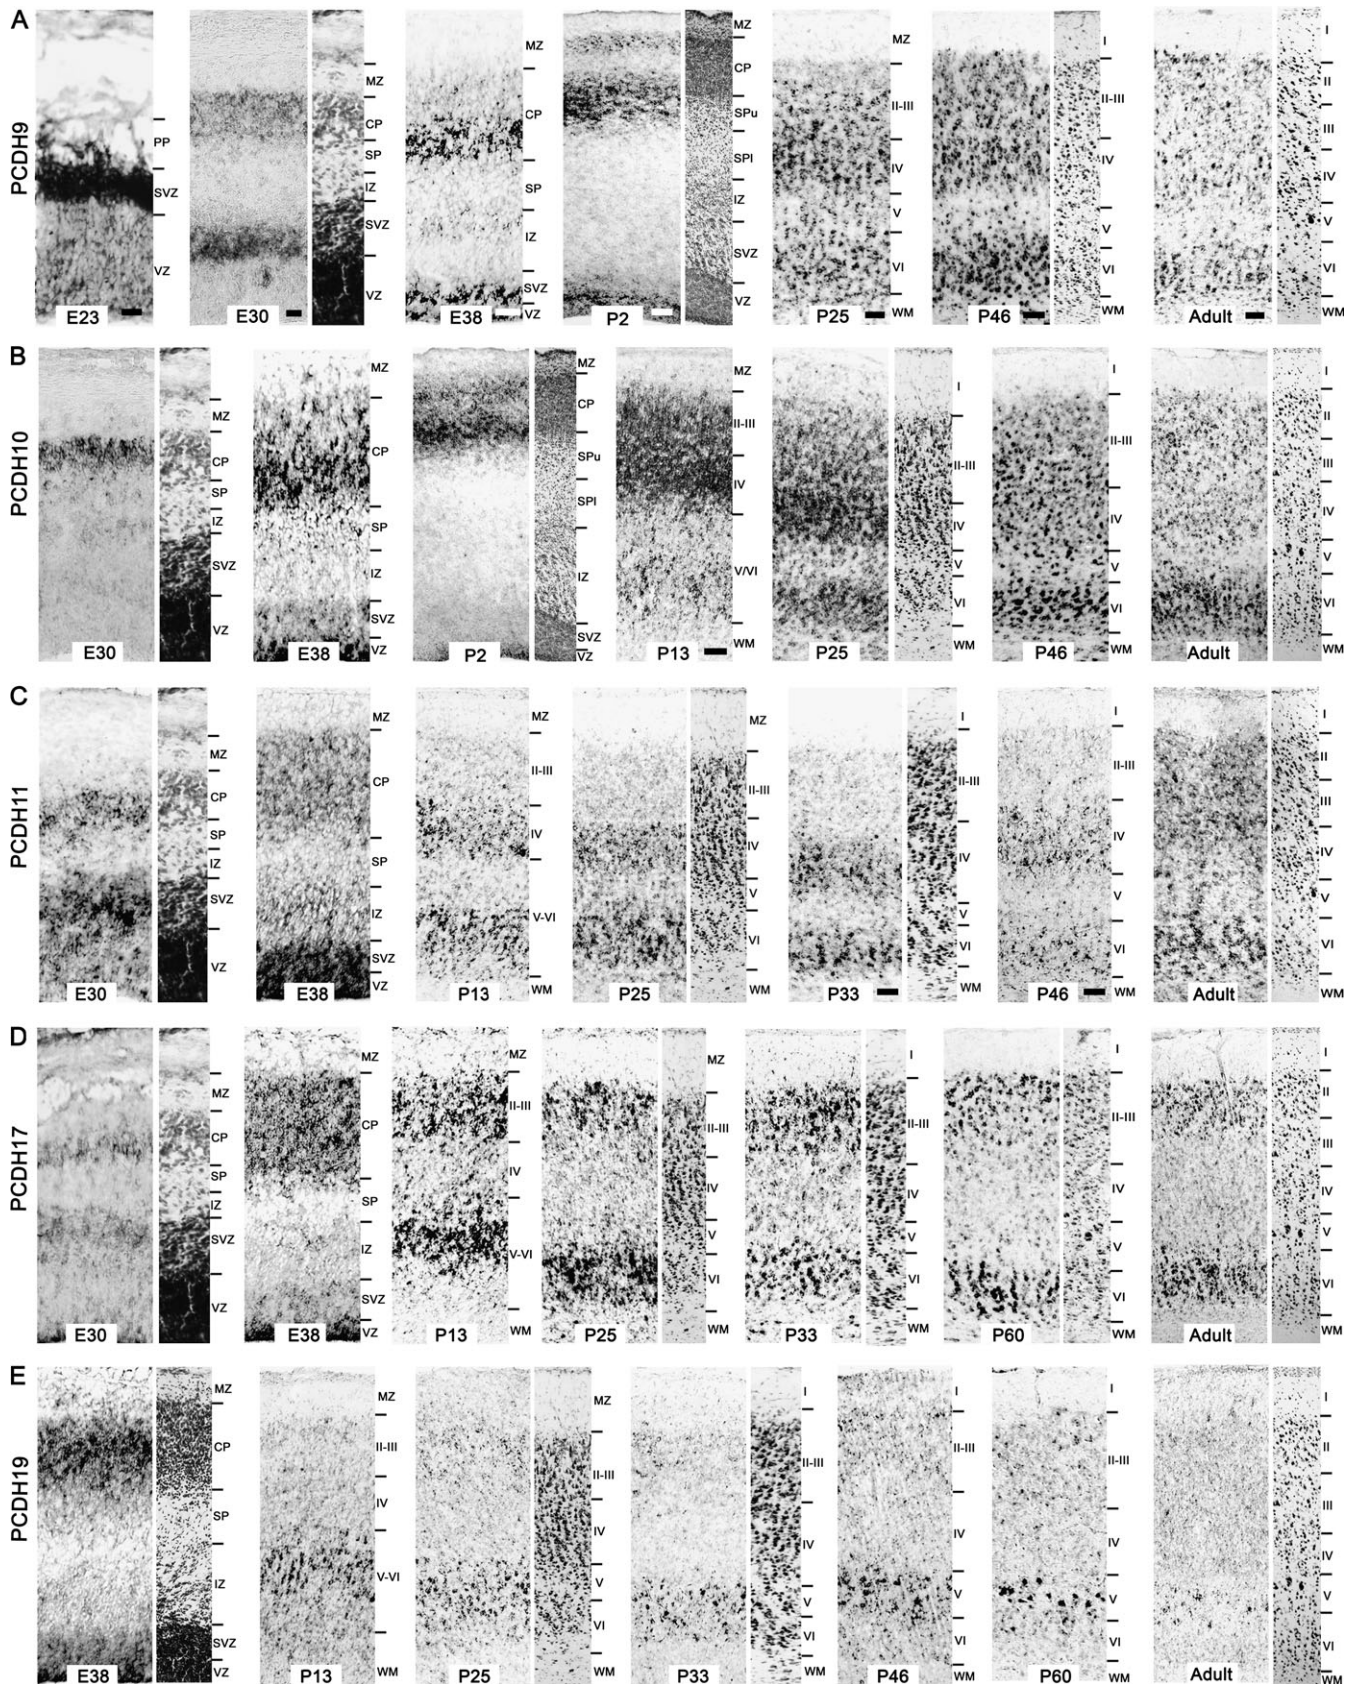 A
PCDH9
PP
SVZ
VZ
E23
MZ
CP
SP
IZ
SVZ
VZ
E30
MZ
CP
SP
IZ
SVZ
VZ
E38
MZ
CP
SPu
SPl
IZ
SVZ
VZ
P2
MZ
II-III
IV
V
VI
WM
P25
I
II-III
IV
V
VI
WM
P46
I
II
III
IV
V
VI
WM
Adult
B
PCDH10
MZ
CP
SP
IZ
SVZ
VZ
E30
MZ
CP
SP
IZ
SVZ
VZ
E38
MZ
CP
SPu
SPl
IZ
SVZ
VZ
P2
MZ
II-III
IV
V/VI
WM
P13
I
II-III
IV
V
VI
WM
P25
I
II-III
IV
V
VI
WM
P46
I
II
III
IV
V
VI
WM
Adult
C
PCDH11
MZ
CP
SP
IZ
SVZ
VZ
E30
MZ
CP
SP
IZ
SVZ
VZ
E38
MZ
II-III
IV
V-VI
WM
P13
MZ
II-III
IV
V
VI
WM
P25
I
II-III
IV
V
VI
WM
P33
I
II-III
IV
V
VI
WM
P46
I
II
III
IV
V
VI
WM
Adult
D
PCDH17
MZ
CP
SP
IZ
SVZ
VZ
E30
MZ
CP
SP
IZ
SVZ
VZ
E38
MZ
II-III
IV
V-VI
WM
P13
MZ
II-III
IV
V
VI
WM
P25
I
II-III
IV
V
VI
WM
P33
I
II-III
IV
V
VI
WM
P60
I
II
III
IV
V
VI
WM
Adult
E
PCDH19
MZ
CP
SP
IZ
SVZ
VZ
E38
MZ
II-III
IV
V-VI
WM
P13
MZ
II-III
IV
V
VI
WM
P25
I
II-III
IV
V
VI
WM
P33
I
II-III
IV
V
VI
WM
P46
I
II-III
IV
V
VI
WM
P60
I
II
III
IV
V
VI
WM
Adult